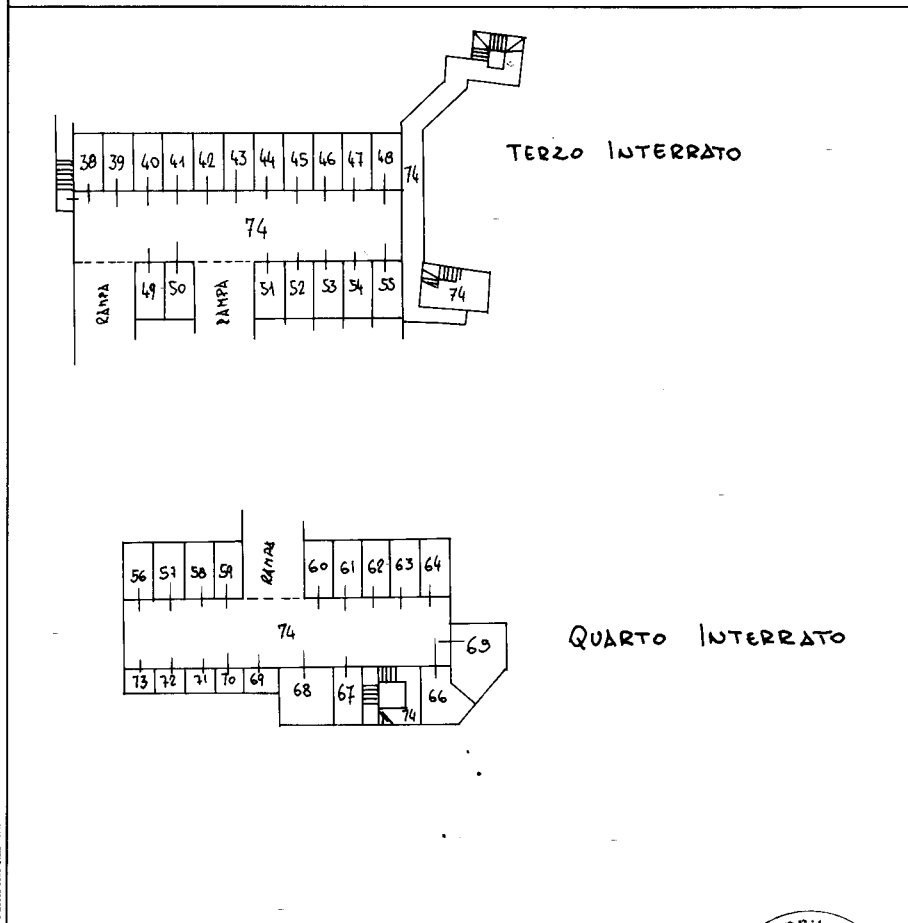 TERZO INTERRATO
38 39 40 41 42 43 44 45 46 47 48
74
74
RAMPA 49 50 RAMPA 51 52 53 54 55
74
QUARTO INTERRATO
56 57 58 59 RAMPA 60 61 62 63 64
74
69
73 72 71 70 69 68 67 74 66